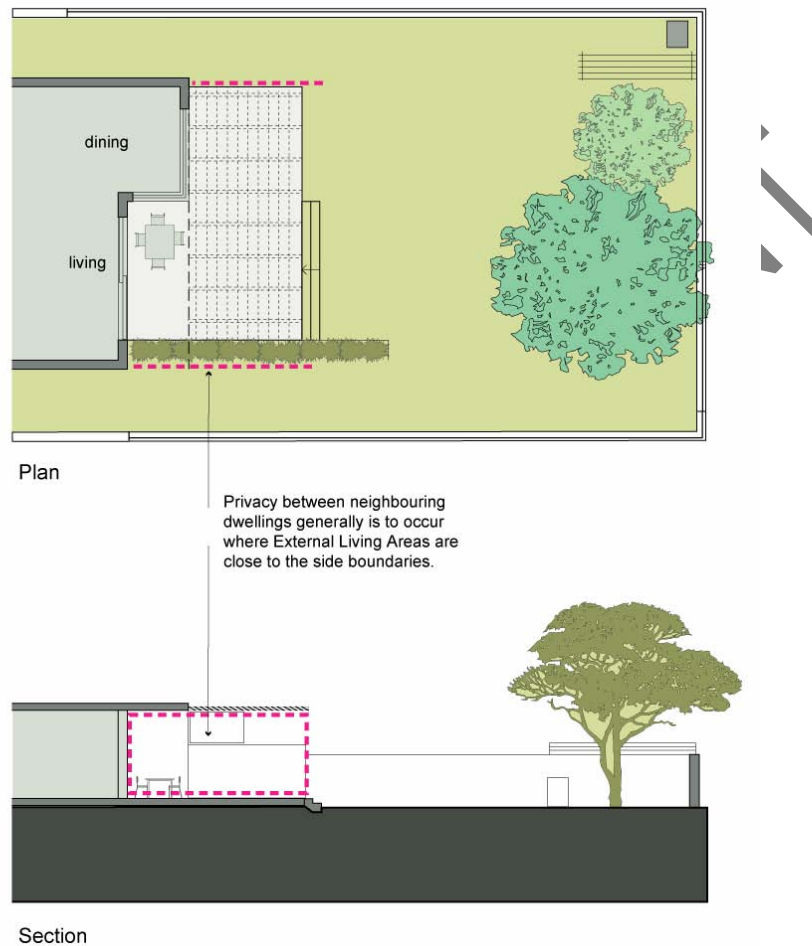 dining
living
Plan
Privacy between neighbouring
dwellings generally is to occur
where External Living Areas are
close to the side boundaries.
Section